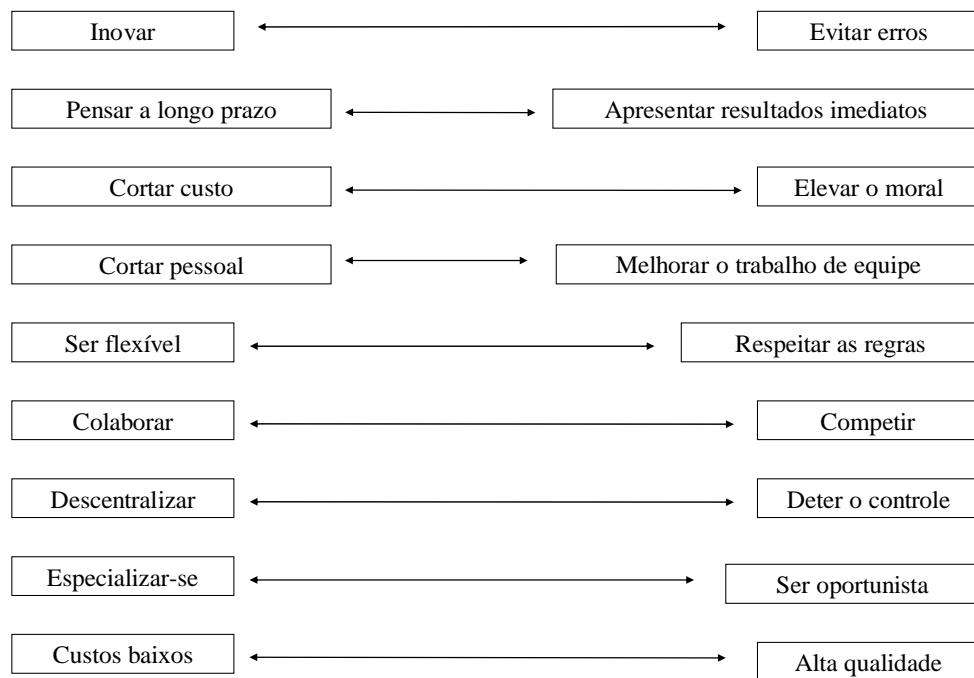 Inovar
Evitar erros
Pensar a longo prazo
Apresentar resultados imediatos
Cortar custo
Elevar o moral
Cortar pessoal
Melhorar o trabalho de equipe
Ser flexível
Respeitar as regras
Colaborar
Competir
Descentralizar
Deter o controle
Especializar-se
Ser oportunista
Custos baixos
Alta qualidade